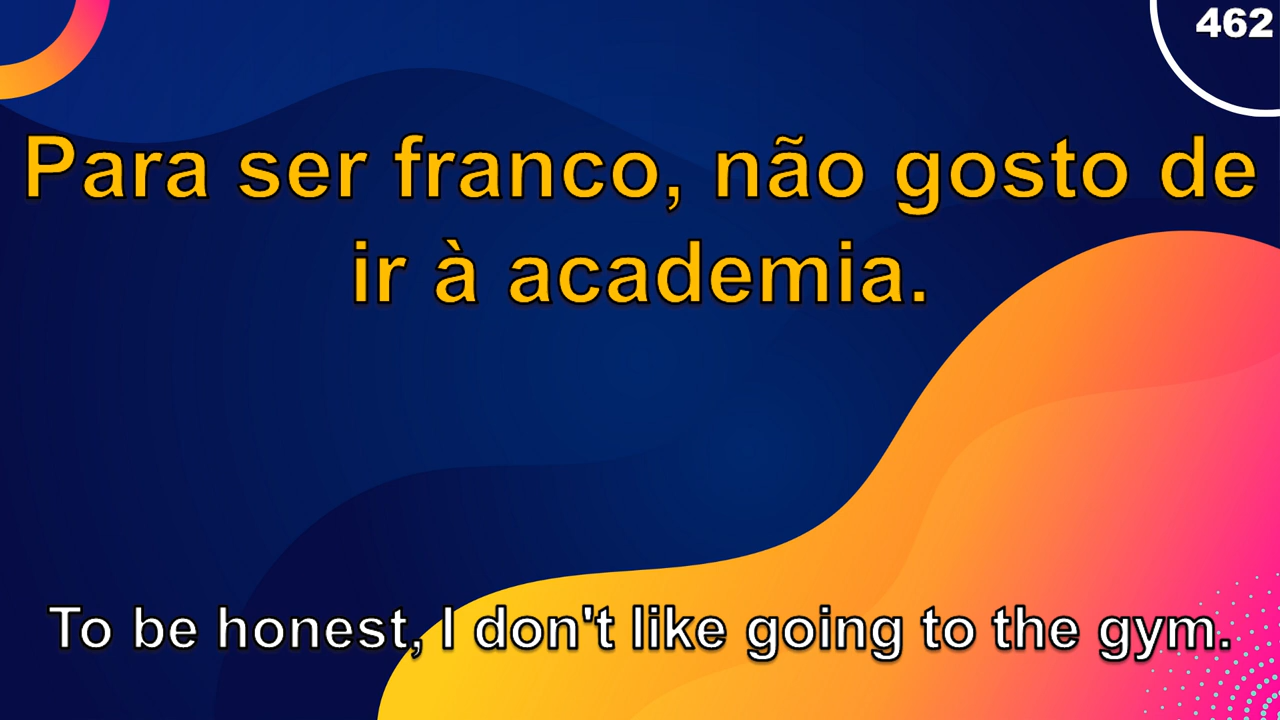 462
Para ser franco, não gosto de
ir à academia.
To be honest, I don't like going to the gym.